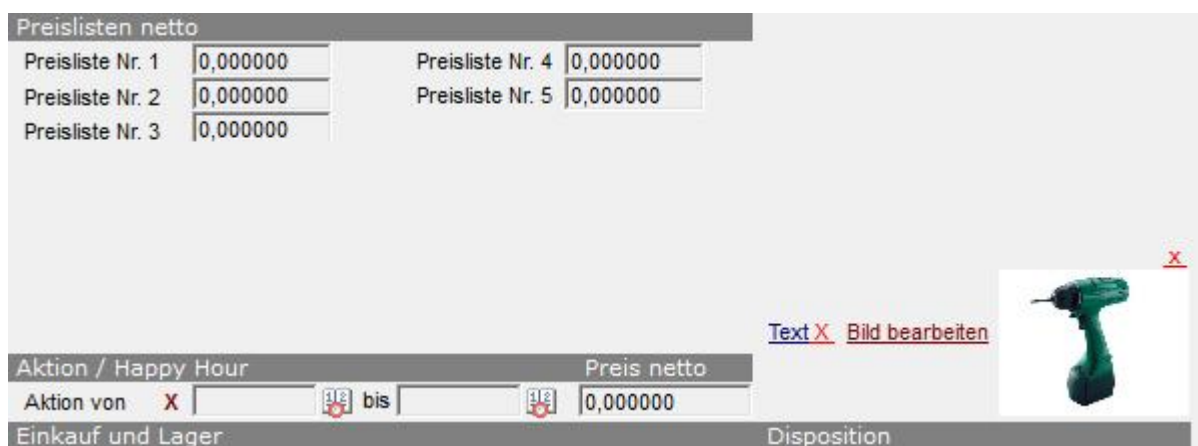 Preislisten netto
Preisliste Nr. 1 0,000000 Preisliste Nr. 4 0,000000
Preisliste Nr. 2 0,000000 Preisliste Nr. 5 0,000000
Preisliste Nr. 3 0,000000
x
Text X Bild bearbeiten
Aktion / Happy Hour Preis netto
Aktion von X bis 0,000000
Einkauf und Lager Disposition